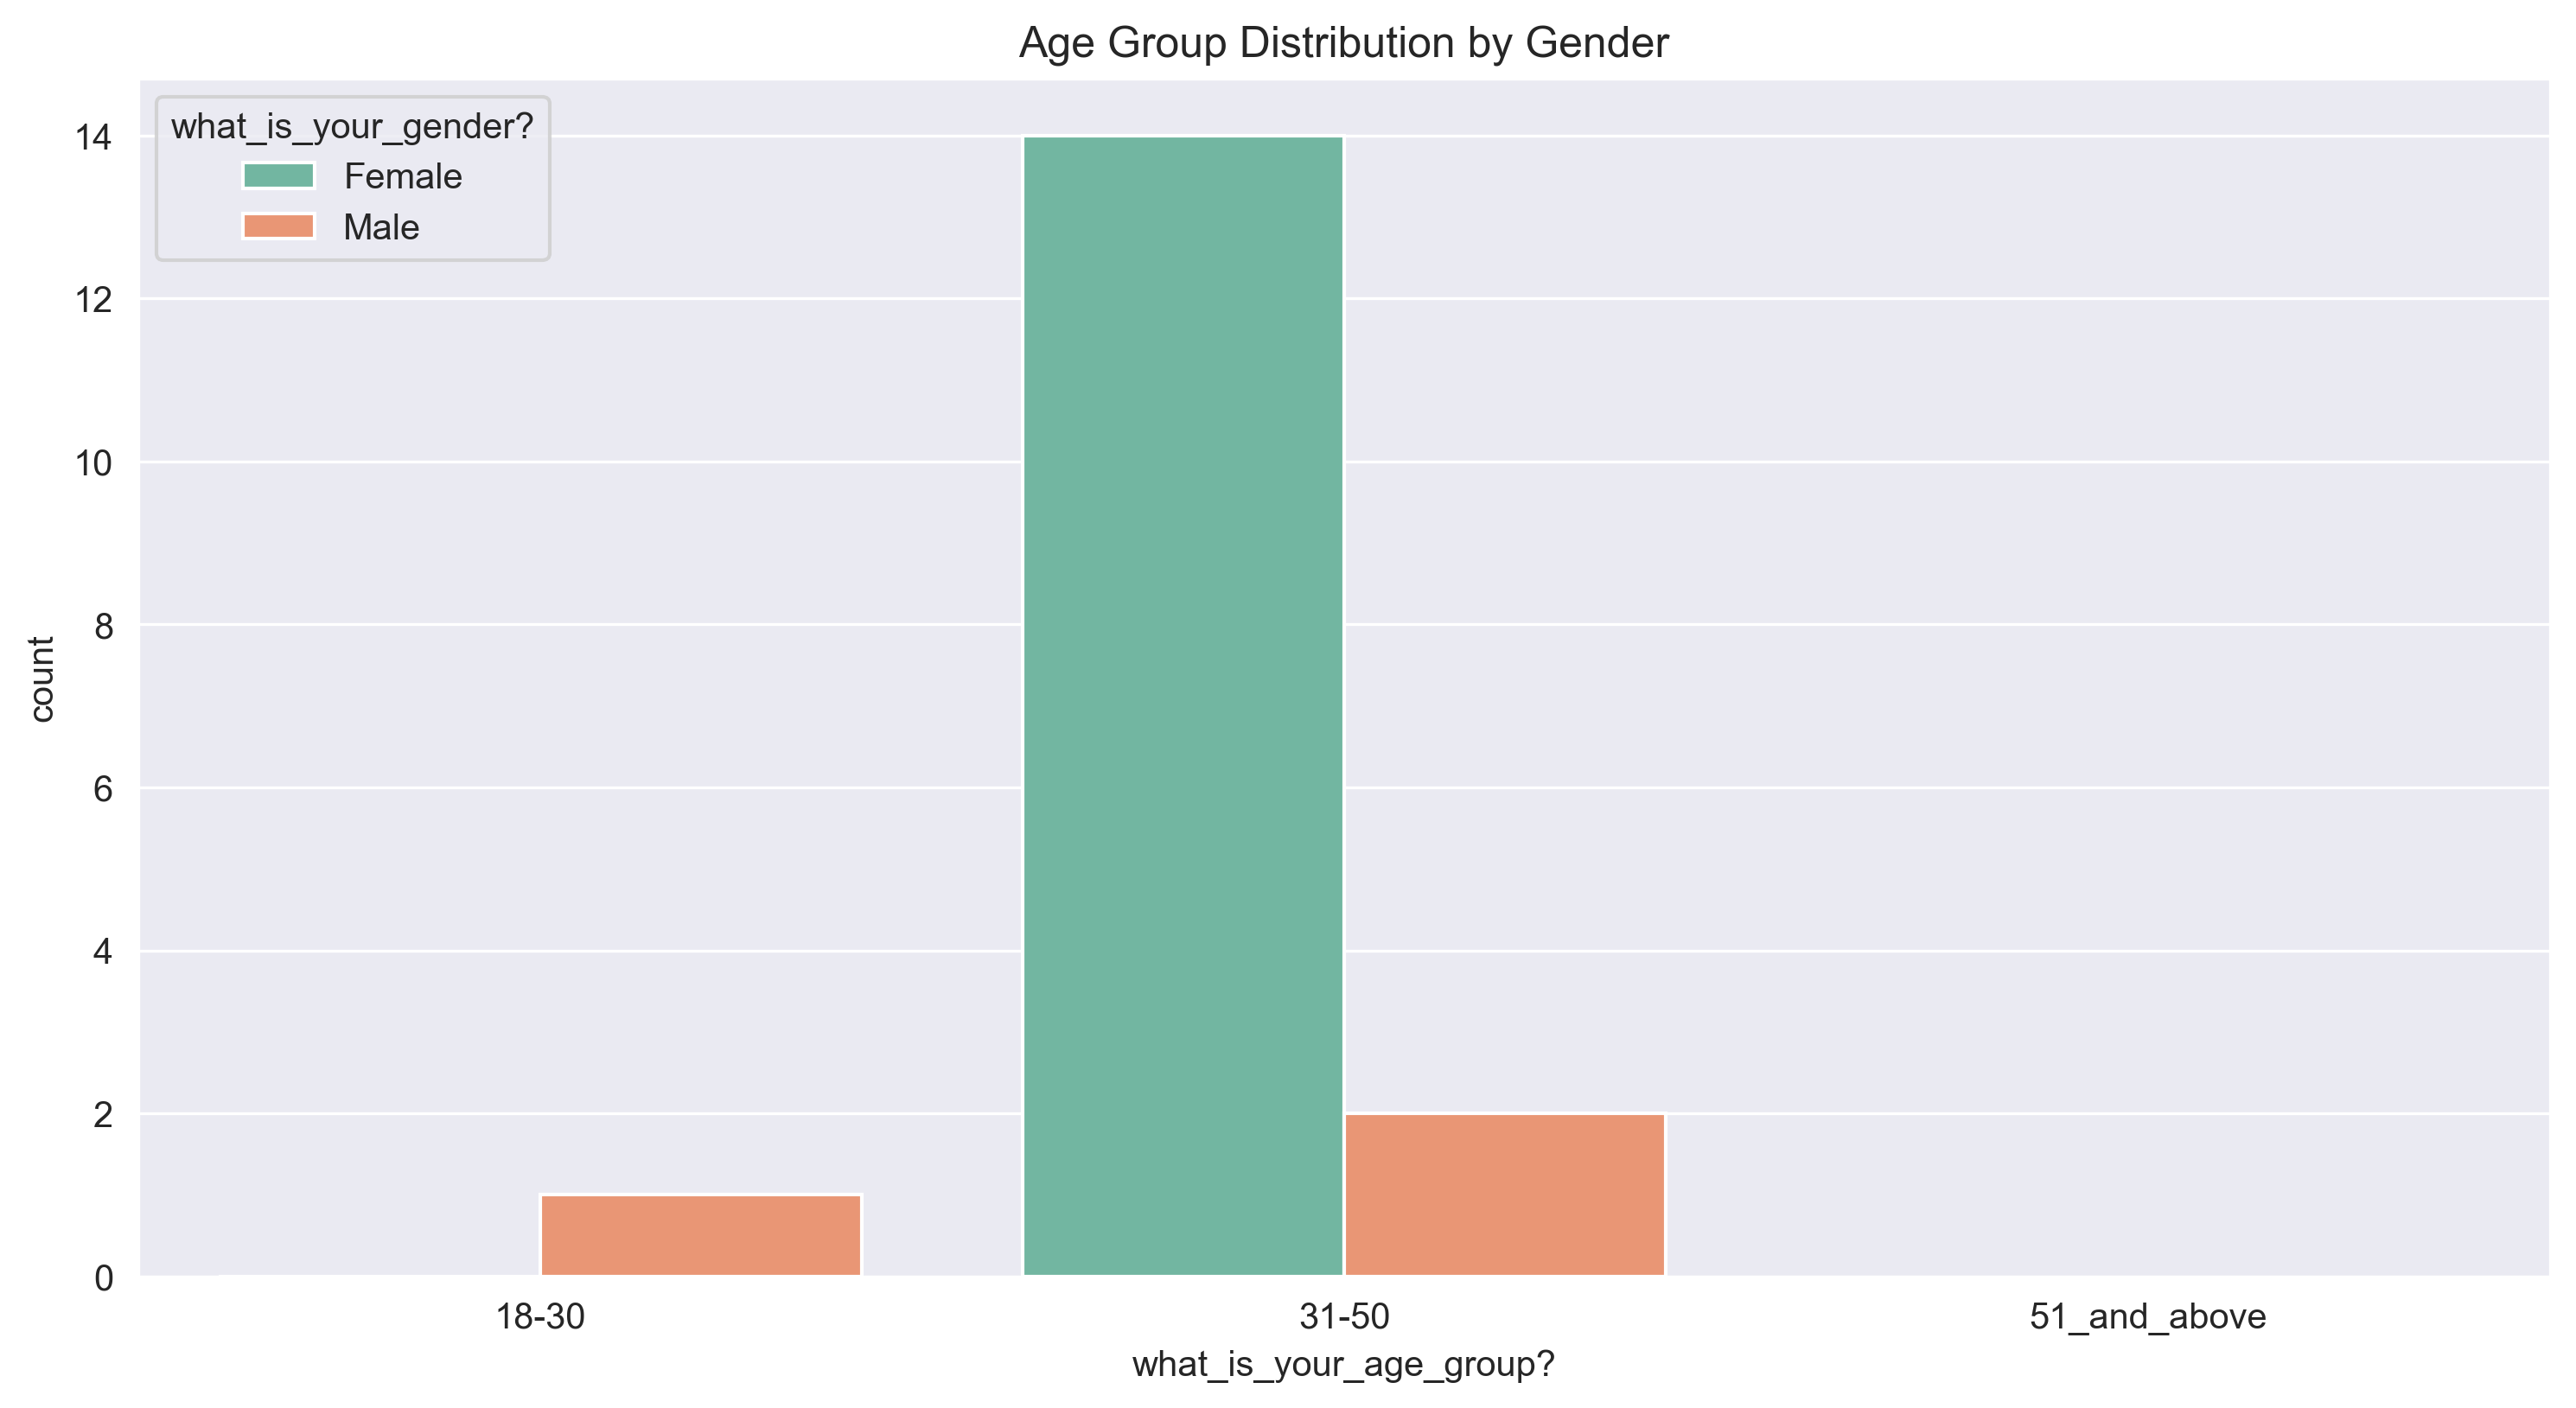 Age Group Distribution by Gender
what_is_your_gender?
Female
Male
14
12
10
8
6
4
2
0
count
18-30
31-50
51_and_above
what_is_your_age_group?